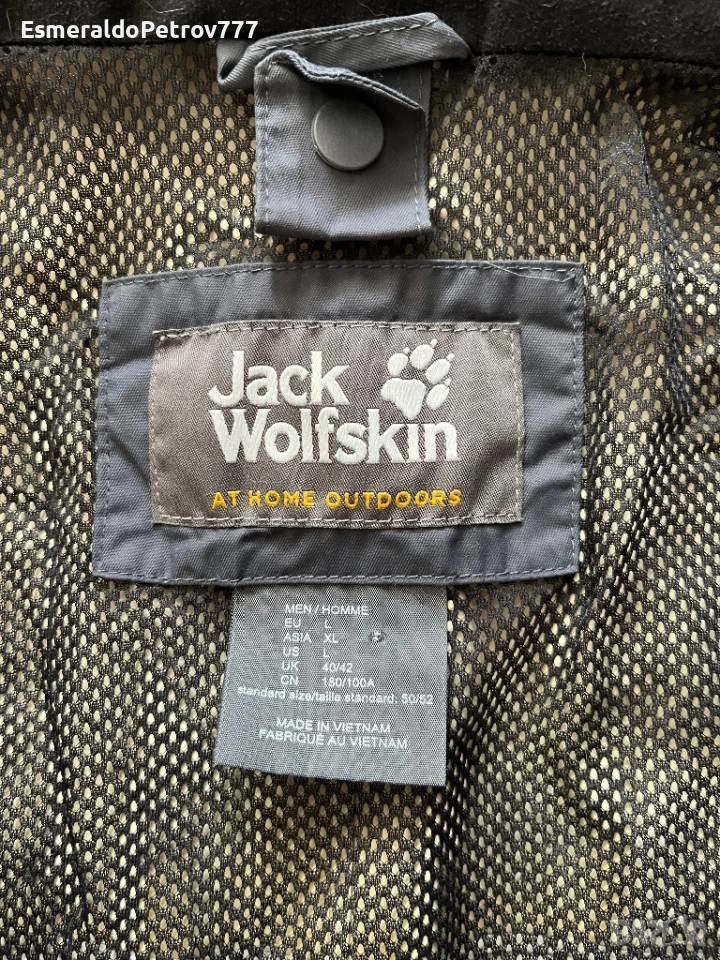 EsmeraldoPetrov777
Jack
Wolfskin
AT HOME OUTDOORS
MEN / HOMME
EU L
ASIA XL
US L
UK 40/42
CN 180/100A
standard size/taille standard: 50/52
MADE IN VIETNAM
FABRIQUÉ AU VIETNAM